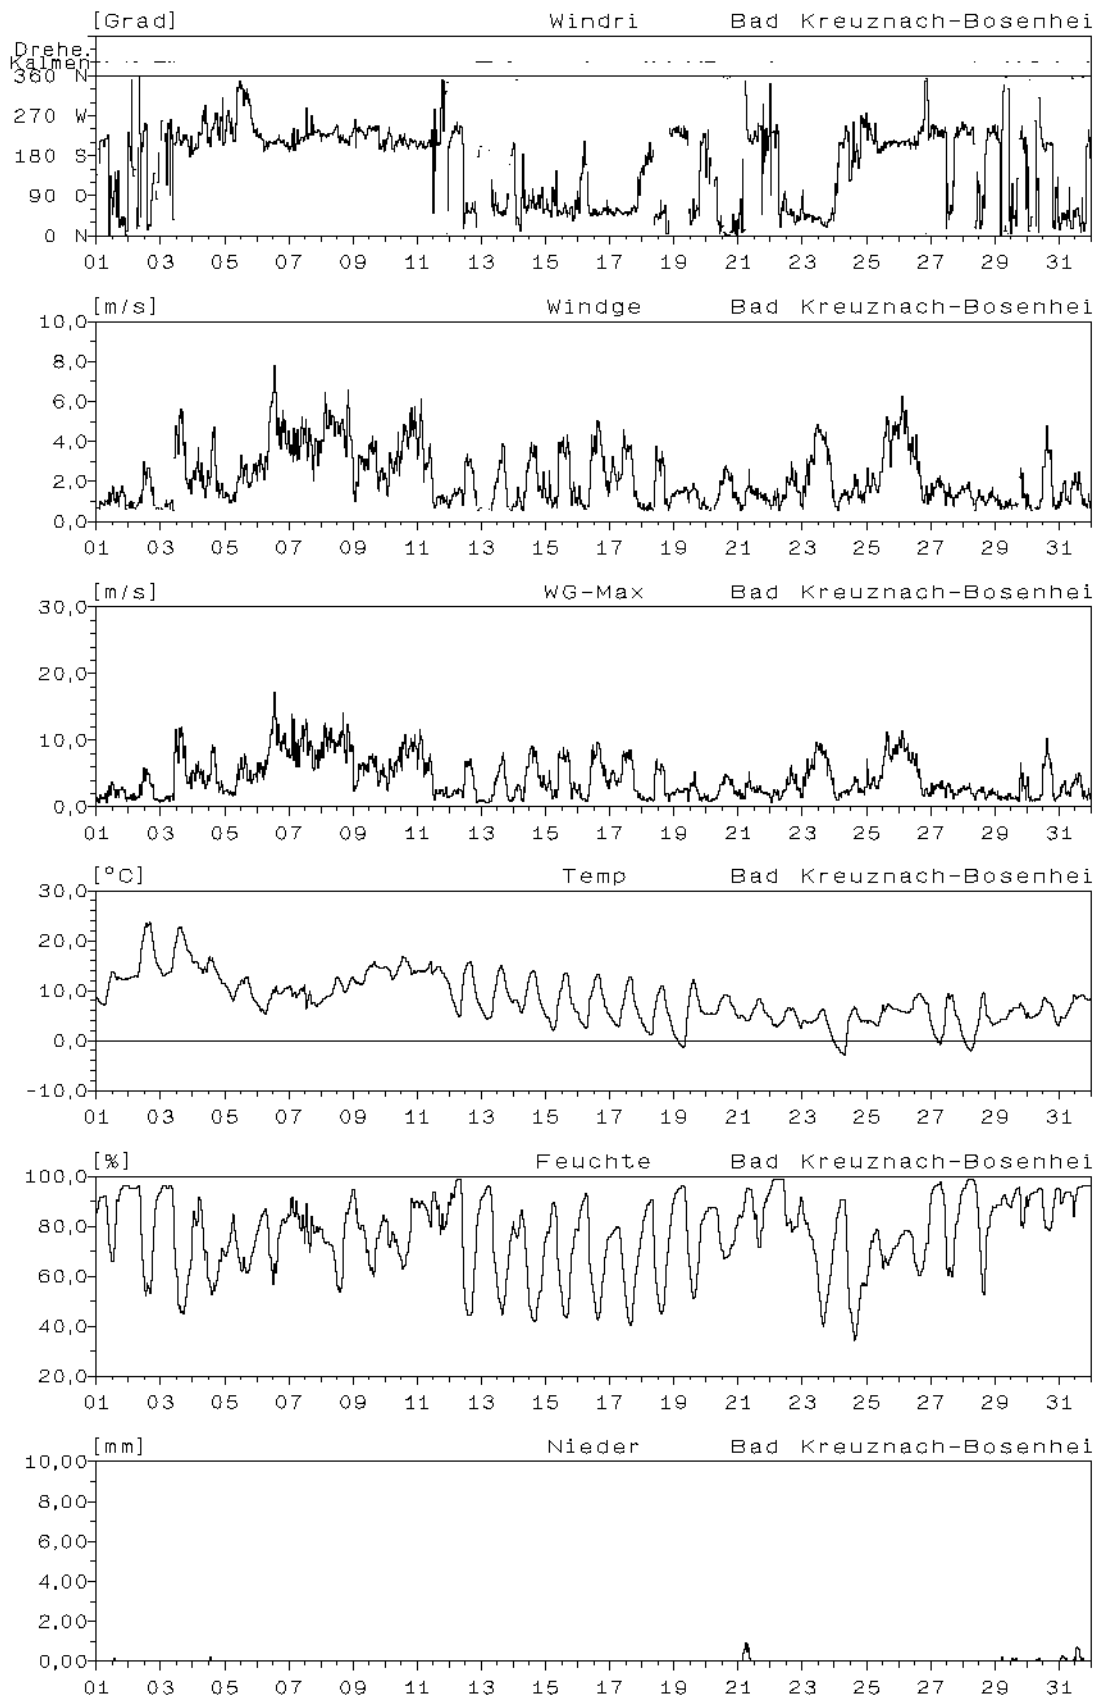 [Grad] Windri Bad Kreuznach-Bosenhei
Drehe.
Kalmen
360 N
270 W
180 S
90 O
0 N
01 03 05 07 09 11 13 15 17 19 21 23 25 27 29 31
[m/s] Windge Bad Kreuznach-Bosenhei
10,0
8,0
6,0
4,0
2,0
0,0
01 03 05 07 09 11 13 15 17 19 21 23 25 27 29 31
[m/s] WG-Max Bad Kreuznach-Bosenhei
30,0
20,0
10,0
0,0
01 03 05 07 09 11 13 15 17 19 21 23 25 27 29 31
[°C] Temp Bad Kreuznach-Bosenhei
30,0
20,0
10,0
0,0
-10,0
01 03 05 07 09 11 13 15 17 19 21 23 25 27 29 31
[%] Feuchte Bad Kreuznach-Bosenhei
100,0
80,0
60,0
40,0
20,0
01 03 05 07 09 11 13 15 17 19 21 23 25 27 29 31
[mm] Nieder Bad Kreuznach-Bosenhei
10,00
8,00
6,00
4,00
2,00
0,00
01 03 05 07 09 11 13 15 17 19 21 23 25 27 29 31